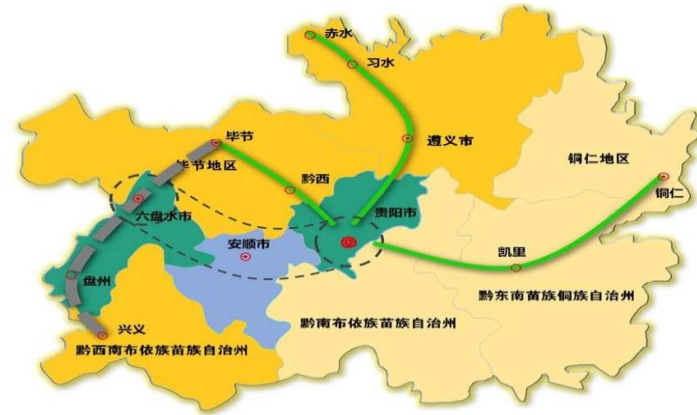 赤水
习水
毕节
遵义市
毕节地区
铜仁地区
黔西
铜仁
六盘水市
贵阳市
安顺市
凯里
盘州
黔东南苗族侗族自治州
兴义
黔南布依族苗族自治州
黔西南布依族苗族自治州